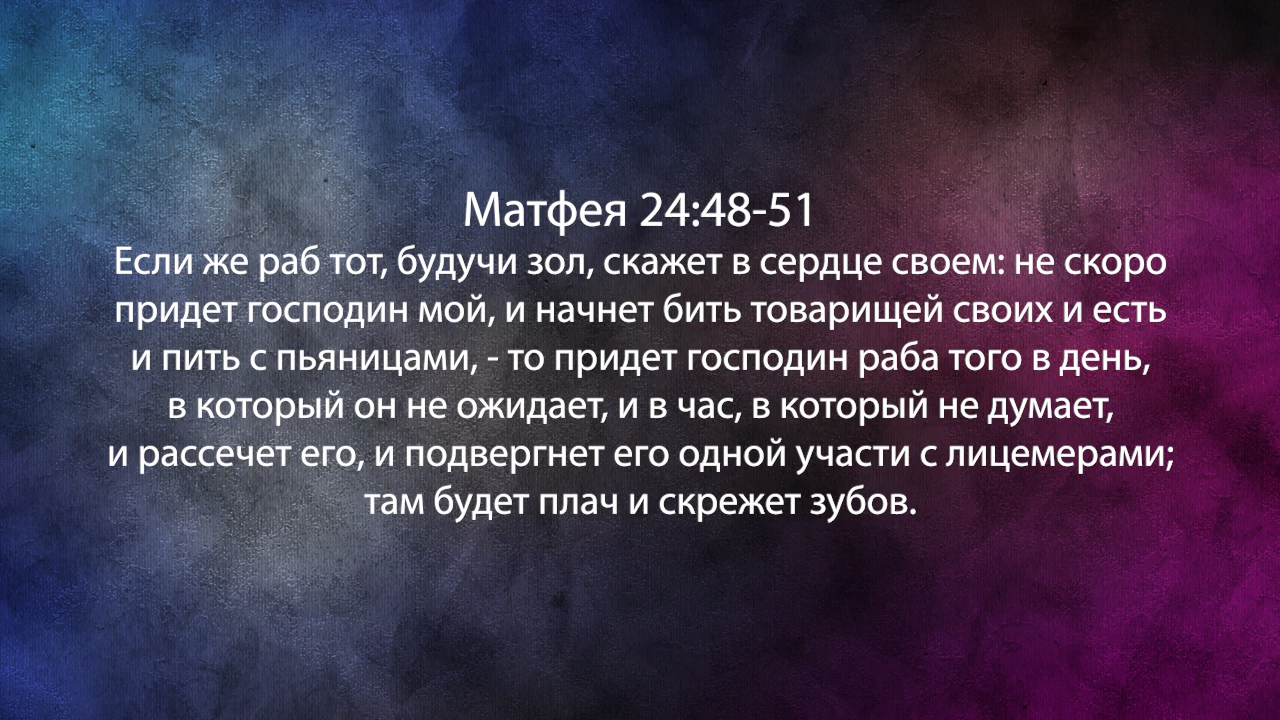 Матфея 24:48-51
Если же раб тот, будучи зол, скажет в сердце своем: не скоро
придет господин мой, и начнет бить товарищей своих и есть
и пить с пьяницами, - то придет господин раба того в день,
в который он не ожидает, и в час, в который не думает,
и рассечет его, и подвергнет его одной участи с лицемерами;
там будет плач и скрежет зубов.